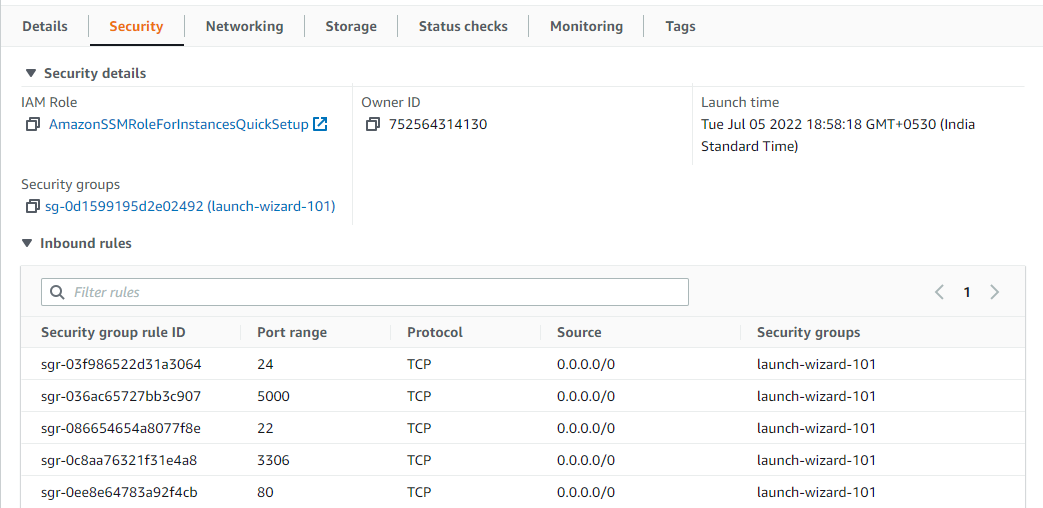 Details Security Networking Storage Status checks Monitoring Tags
Security details
IAM Role Owner ID Launch time
AmazonSSMRoleForInstancesQuickSetup 752564314130 Tue Jul 05 2022 18:58:18 GMT+0530 (India
Standard Time)
Security groups
sg-0d1599195d2e02492 (launch-wizard-101)
Inbound rules
Filter rules 1
Security group rule ID Port range Protocol Source Security groups
sgr-03f986522d31a3064 24 TCP 0.0.0.0/0 launch-wizard-101
sgr-036ac65727bb3c907 5000 TCP 0.0.0.0/0 launch-wizard-101
sgr-086654654a8077f8e 22 TCP 0.0.0.0/0 launch-wizard-101
sgr-0c8aa76321f31e4a8 3306 TCP 0.0.0.0/0 launch-wizard-101
sgr-0ee8e64783a92f4cb 80 TCP 0.0.0.0/0 launch-wizard-101